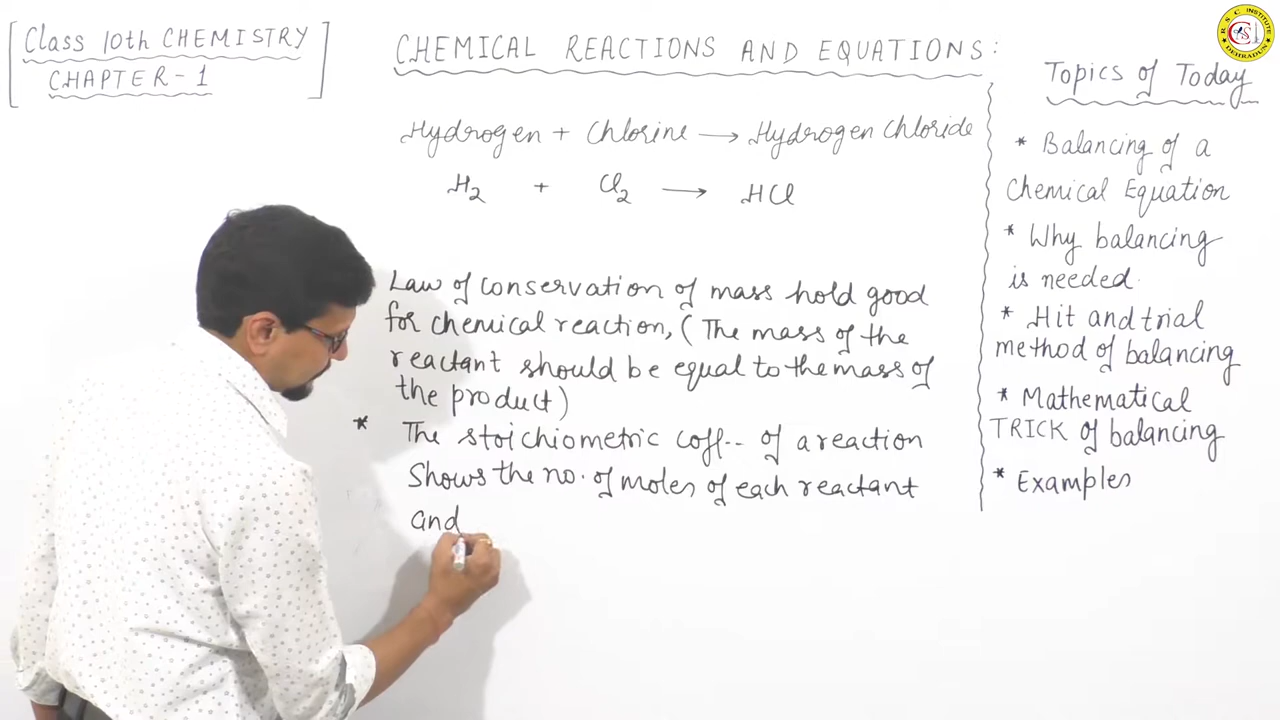 Class 10th CHEMISTRY
CHAPTER-1
CHEMICAL REACTIONS AND EQUATIONS:
Hydrogen + Chlorine → Hydrogen Chloride
H₂ + Cl₂ → HCl
Law of conservation of mass hold good
for chemical reaction, (The mass of the
reactant should be equal to the mass of
the product)
* The stoichiometric coff-- of a reaction
Shows the no. of moles of each reactant
and
Topics of Today
* Balancing of a
Chemical Equation
* Why balancing
is needed.
* Hit and trial
method of balancing
* Mathematical
TRICK of balancing
* Examples
R.S.C INSTITUTE
DEHRADUN